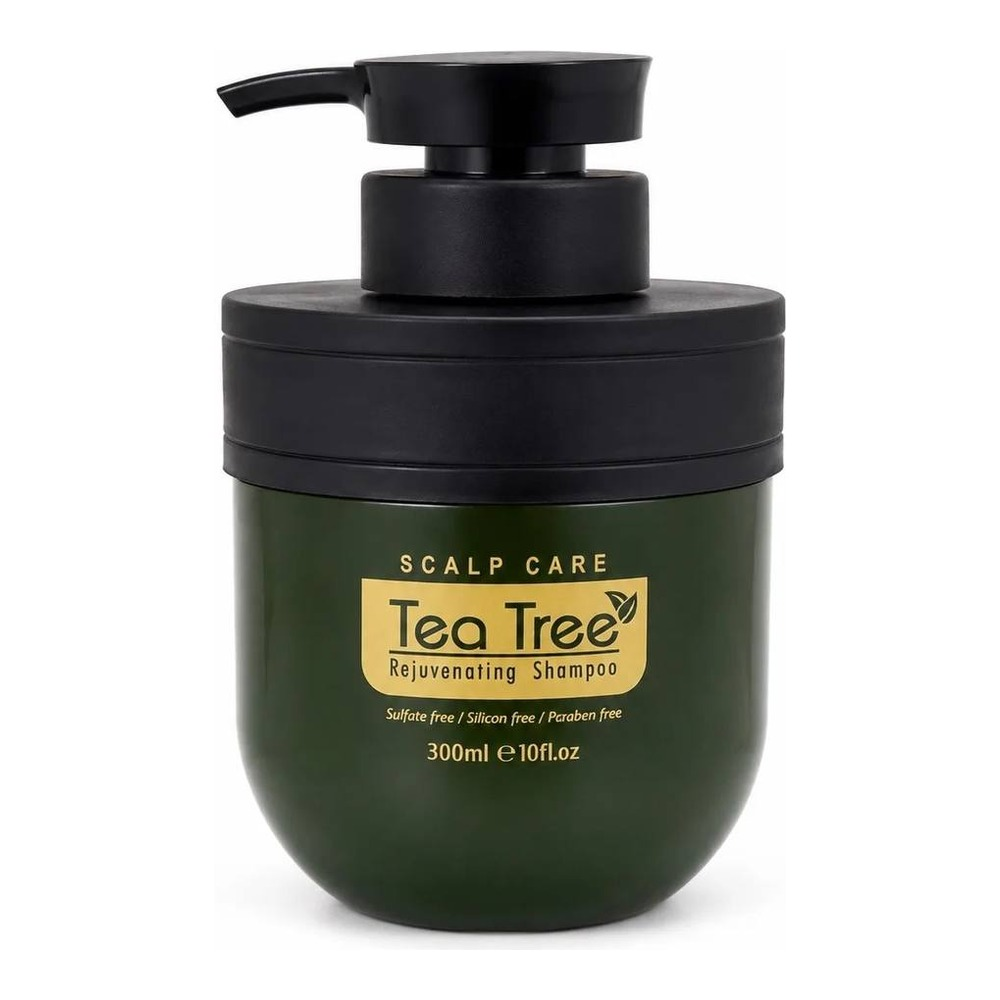 SCALP CARE
Tea Tree
Rejuvenating Shampoo
Sulfate free / Silicon free / Paraben free
300ml ℮ 10fl.oz